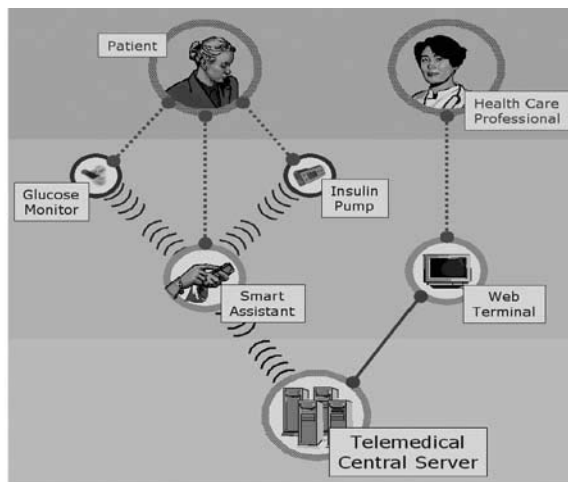 Patient
Health Care
Professional
Glucose
Monitor
Insulin
Pump
Smart
Assistant
Web
Terminal
Telemedical
Central Server